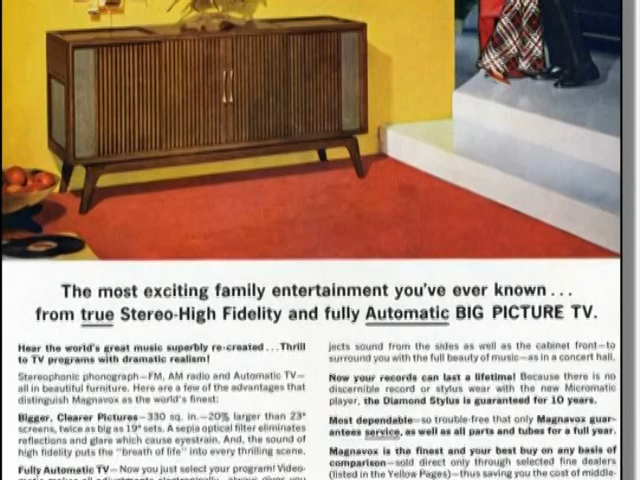 The most exciting family entertainment you've ever known...
from true Stereo-High Fidelity and fully Automatic BIG PICTURE TV.
Hear the world's great music superbly re-created...Thrill
to TV programs with dramatic realism!
Stereophonic phonograph—FM, AM radio and Automatic TV—
all in beautiful furniture. Here are a few of the advantages that
distinguish Magnavox as the world's finest:
Bigger, Clearer Pictures—330 sq. in.—20% larger than 23"
screens, twice as big as 19" sets. A sepia optical filter eliminates
reflections and glare which cause eyestrain. And, the sound of
high fidelity puts the "breath of life" into every thrilling scene.
Fully Automatic TV—Now you just select your program! Video-
matic makes all adjustments electronically—always gives you
jects sound from the sides as well as the cabinet front—to
surround you with the full beauty of music—as in a concert hall.
Now your records can last a lifetime! Because there is no
discernible record or stylus wear with the new Micromatic
player, the Diamond Stylus is guaranteed for 10 years.
Most dependable—so trouble-free that only Magnavox guar-
antees service, as well as all parts and tubes for a full year.
Magnavox is the finest and your best buy on any basis of
comparison—sold direct only through selected fine dealers
(listed in the Yellow Pages)—thus saving you the cost of middle-